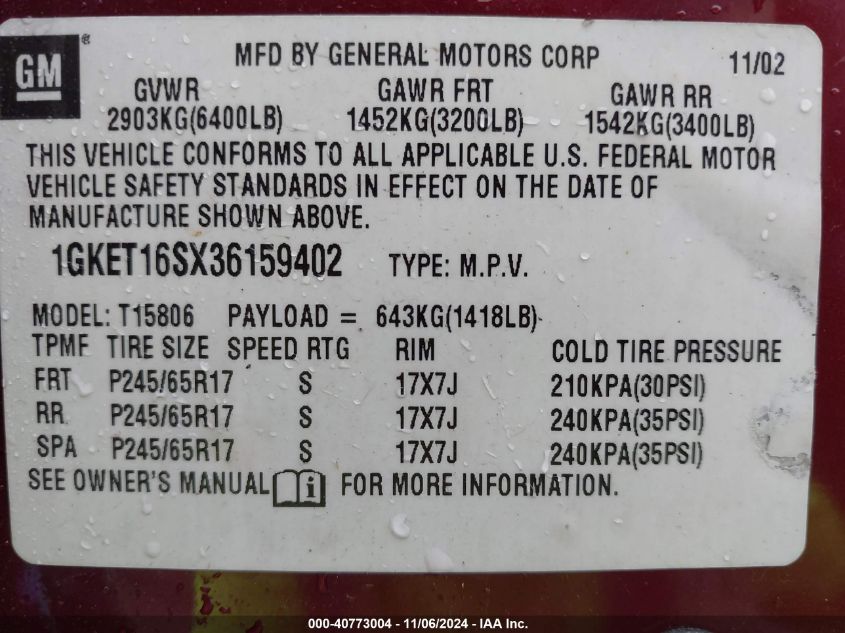 GM ®
MFD BY GENERAL MOTORS CORP 11/02
GVWR GAWR FRT GAWR RR
2903KG(6400LB) 1452KG(3200LB) 1542KG(3400LB)
THIS VEHICLE CONFORMS TO ALL APPLICABLE U.S. FEDERAL MOTOR
VEHICLE SAFETY STANDARDS IN EFFECT ON THE DATE OF
MANUFACTURE SHOWN ABOVE.
1GKET16SX36159402 TYPE: M.P.V.
MODEL: T15806 PAYLOAD = 643KG(1418LB)
TPMF TIRE SIZE SPEED RTG RIM COLD TIRE PRESSURE
FRT P245/65R17 S 17X7J 210KPA(30PSI)
RR P245/65R17 S 17X7J 240KPA(35PSI)
SPA P245/65R17 S 17X7J 240KPA(35PSI)
SEE OWNER'S MANUAL i FOR MORE INFORMATION.
000-40773004 - 11/06/2024 - IAA Inc.